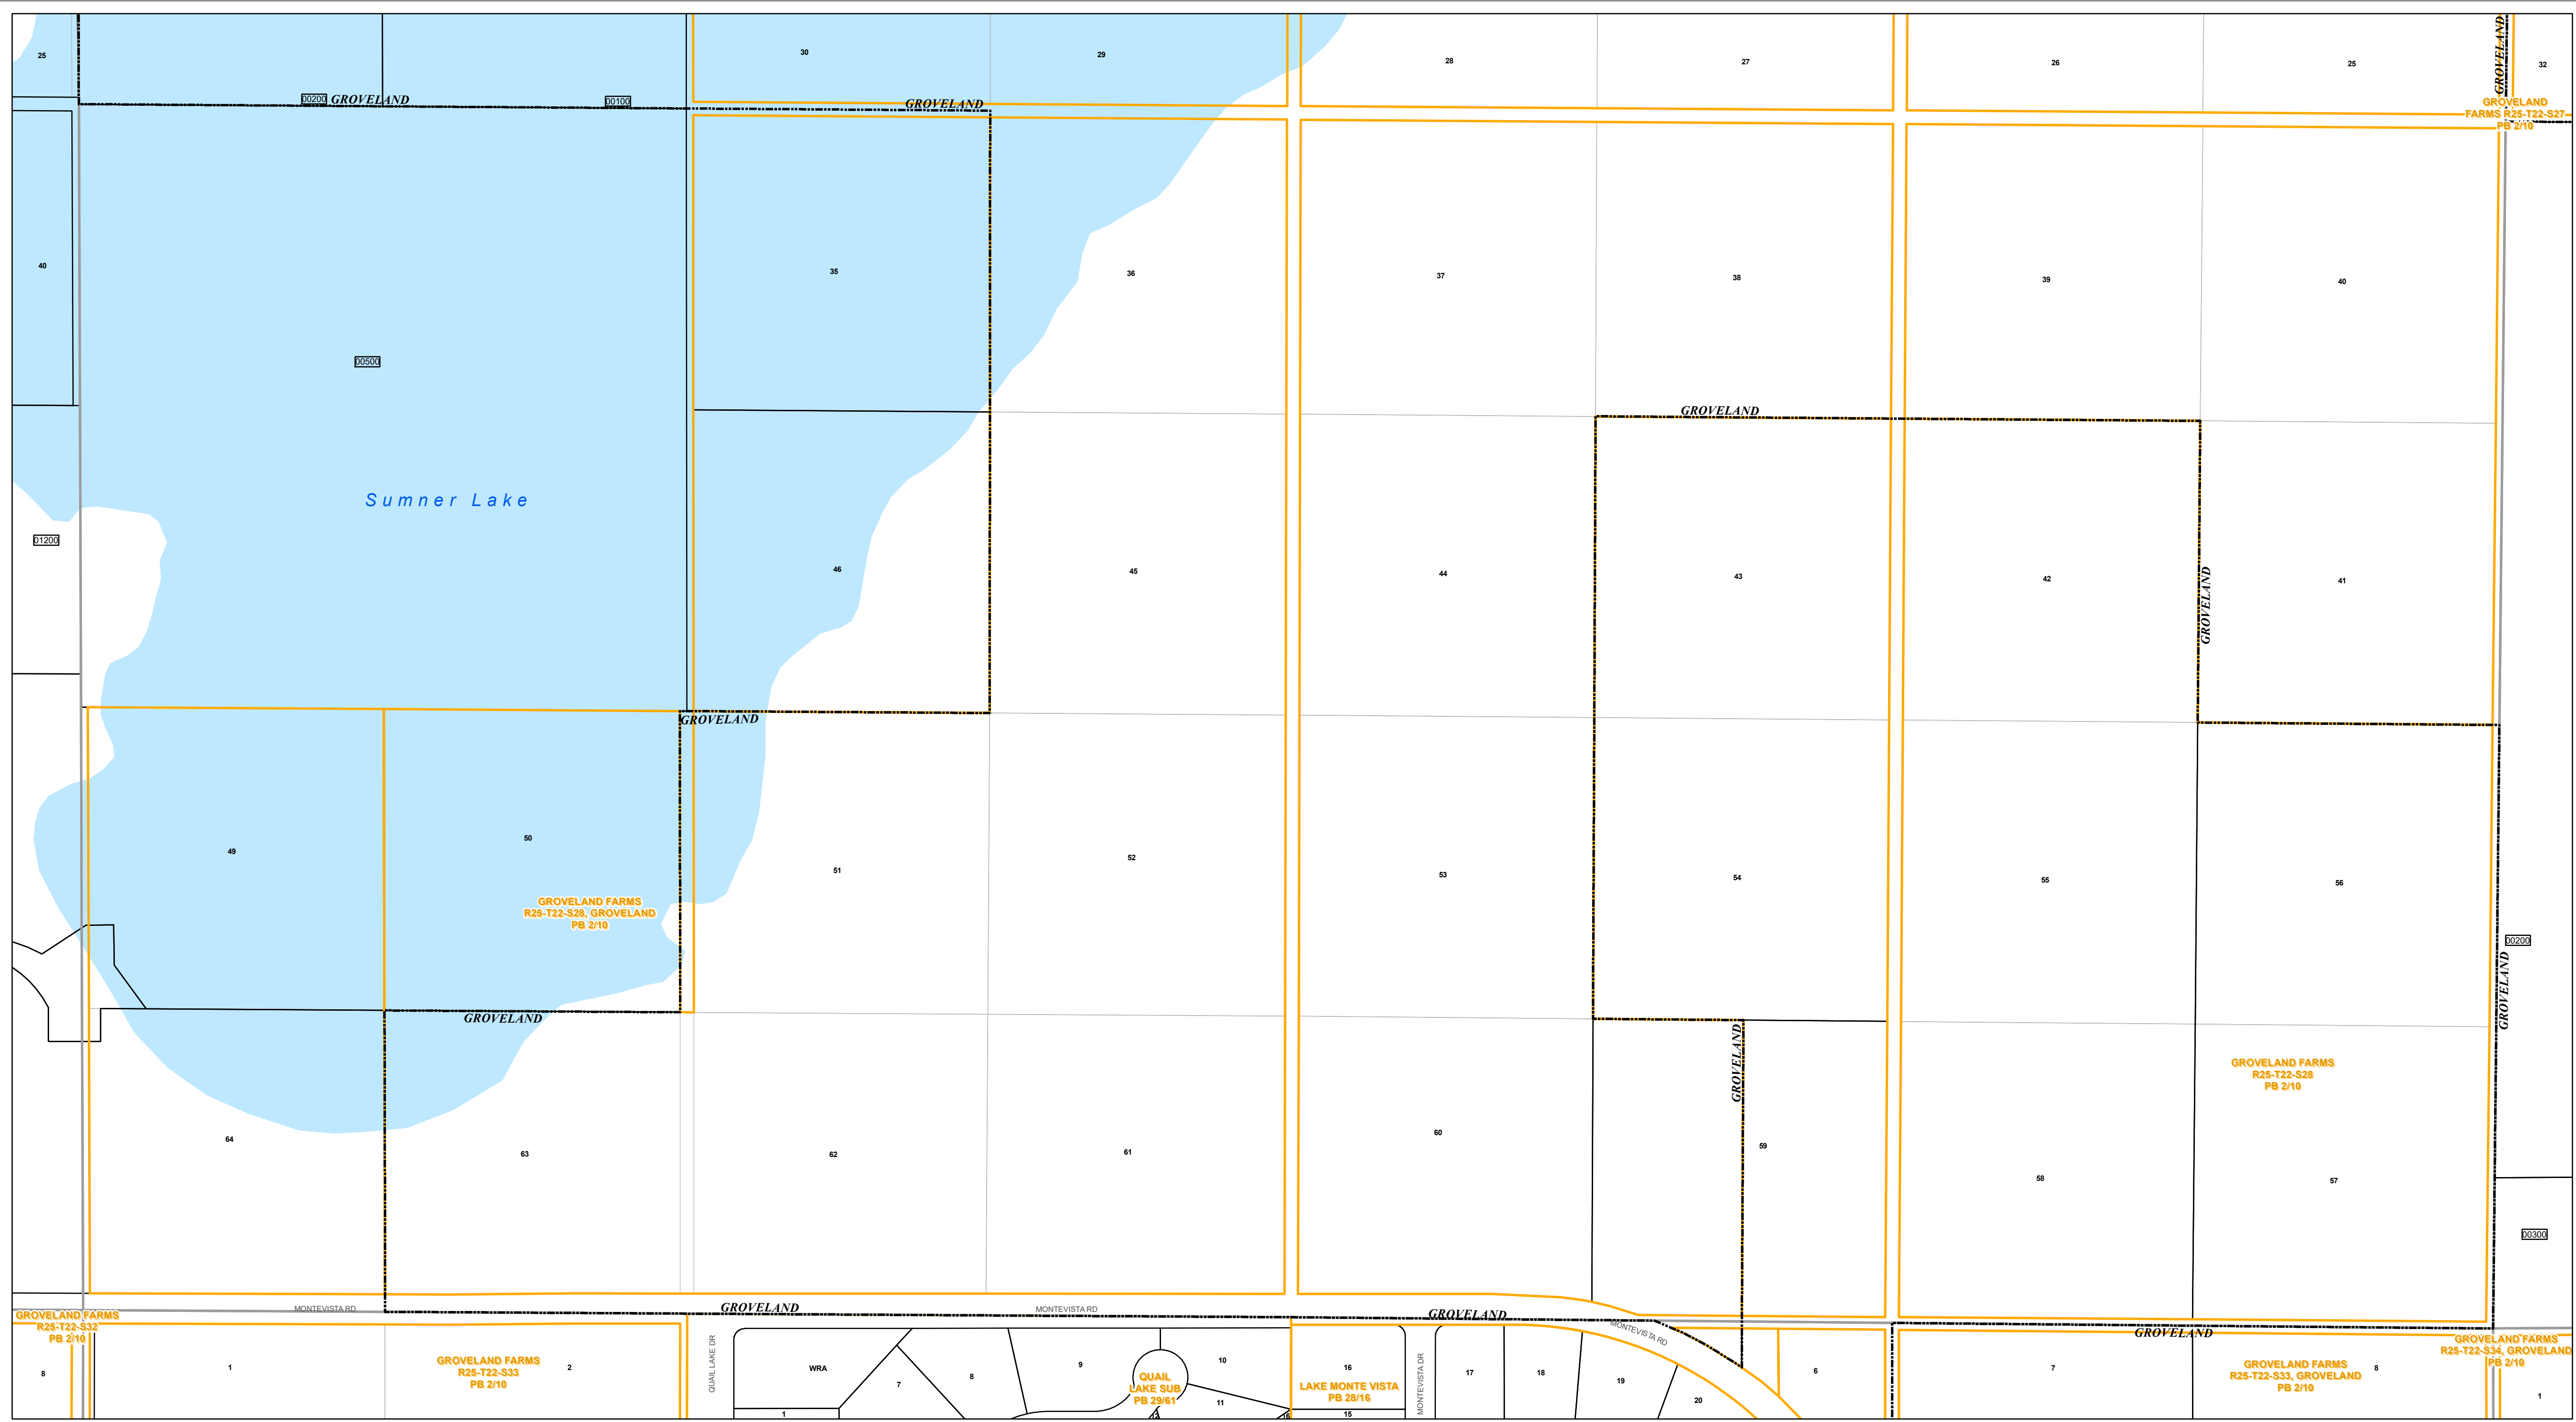 GROVELAND
25
30
29
28
27
26
25
32
00200
GROVELAND
00100
GROVELAND
GROVELAND
FARMS R25-T22-S27
PB 2/10
40
35
36
37
38
39
40
00500
GROVELAND
Sumner Lake
01200
46
45
44
43
42
GROVELAND
41
GROVELAND
49
50
51
52
53
54
55
56
GROVELAND FARMS
R25-T22-S28, GROVELAND
PB 2/10
00200
GROVELAND
GROVELAND
GROVELAND
GROVELAND FARMS
R25-T22-S28
PB 2/10
64
63
62
61
60
59
58
57
00300
MONTEVISTA RD
GROVELAND
MONTEVISTA RD
GROVELAND
MONTEVISTA RD
GROVELAND
GROVELAND FARMS
R25-T22-S32
PB 2/10
GROVELAND FARMS
R25-T22-S34, GROVELAND
PB 2/10
8
1
GROVELAND FARMS
R25-T22-S33
PB 2/10
2
QUAIL LAKE DR
WRA
1
7
8
9
10
QUAIL
LAKE SUB
PB 29/61
11
12
16
16
LAKE MONTE VISTA
PB 28/16
15
MONTEVISTA DR
17
18
19
20
6
7
GROVELAND FARMS
R25-T22-S33, GROVELAND
PB 2/10
8
1